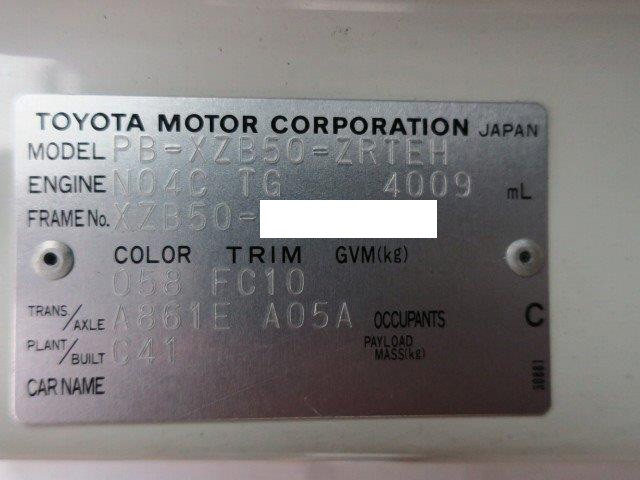 TOYOTA MOTOR CORPORATION JAPAN
MODEL PB-XZB50-ZRTEH
ENGINE N04C TG 4009 mL
FRAME No. XZB50-
COLOR TRIM GVM(kg)
058 FC10
TRANS/AXLE A861E A05A OCCUPANTS C
PLANT/BUILT C41 PAYLOAD MASS(kg)
CAR NAME